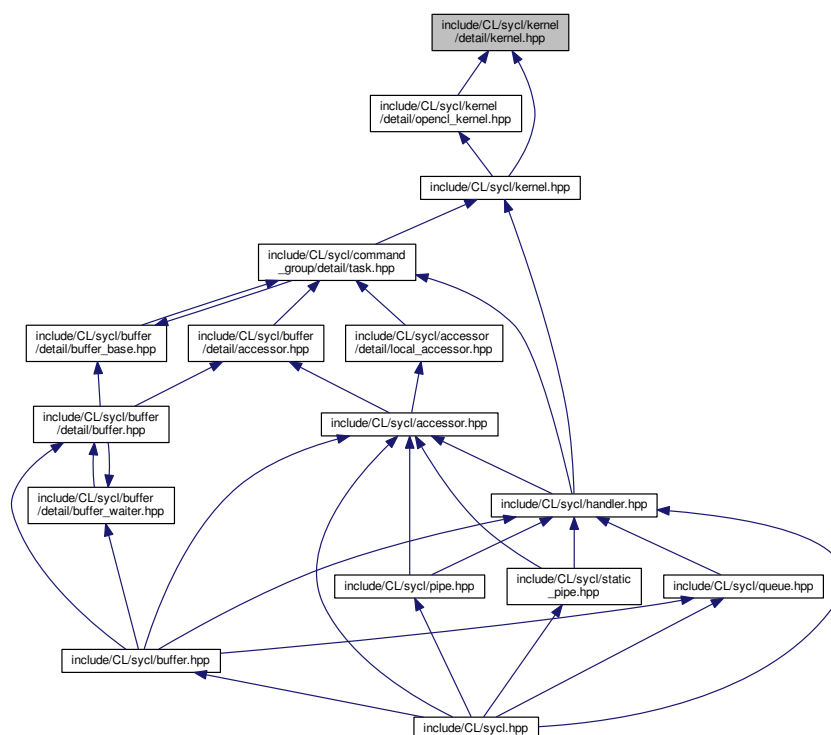 include/CL/sycl/kernel
/detail/kernel.hpp
include/CL/sycl/kernel
/detail/opencl_kernel.hpp
include/CL/sycl/kernel.hpp
include/CL/sycl/command
_group/detail/task.hpp
include/CL/sycl/buffer
/detail/buffer_base.hpp
include/CL/sycl/buffer
/detail/accessor.hpp
include/CL/sycl/accessor
/detail/local_accessor.hpp
include/CL/sycl/buffer
/detail/buffer.hpp
include/CL/sycl/accessor.hpp
include/CL/sycl/buffer
/detail/buffer_waiter.hpp
include/CL/sycl/handler.hpp
include/CL/sycl/pipe.hpp
include/CL/sycl/static
_pipe.hpp
include/CL/sycl/queue.hpp
include/CL/sycl/buffer.hpp
include/CL/sycl.hpp